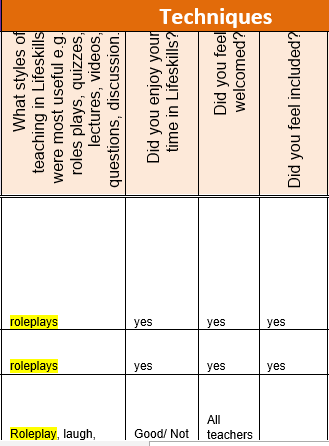 Techniques
What styles of
teaching in Lifeskills
were most useful e.g.
roles plays, quizzes,
lectures, videos,
questions, discussion.
Did you enjoy your
time in Lifeskills?
Did you feel
welcomed?
Did you feel included?
roleplays yes yes yes
roleplays yes yes yes
Roleplay, laugh, Good/ Not All
teachers